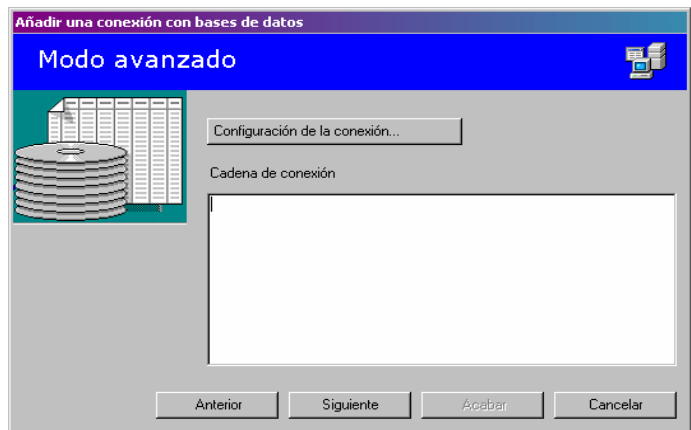 Añadir una conexión con bases de datos
Modo avanzado
Configuración de la conexión...
Cadena de conexión
Anterior
Siguiente
Acabar
Cancelar